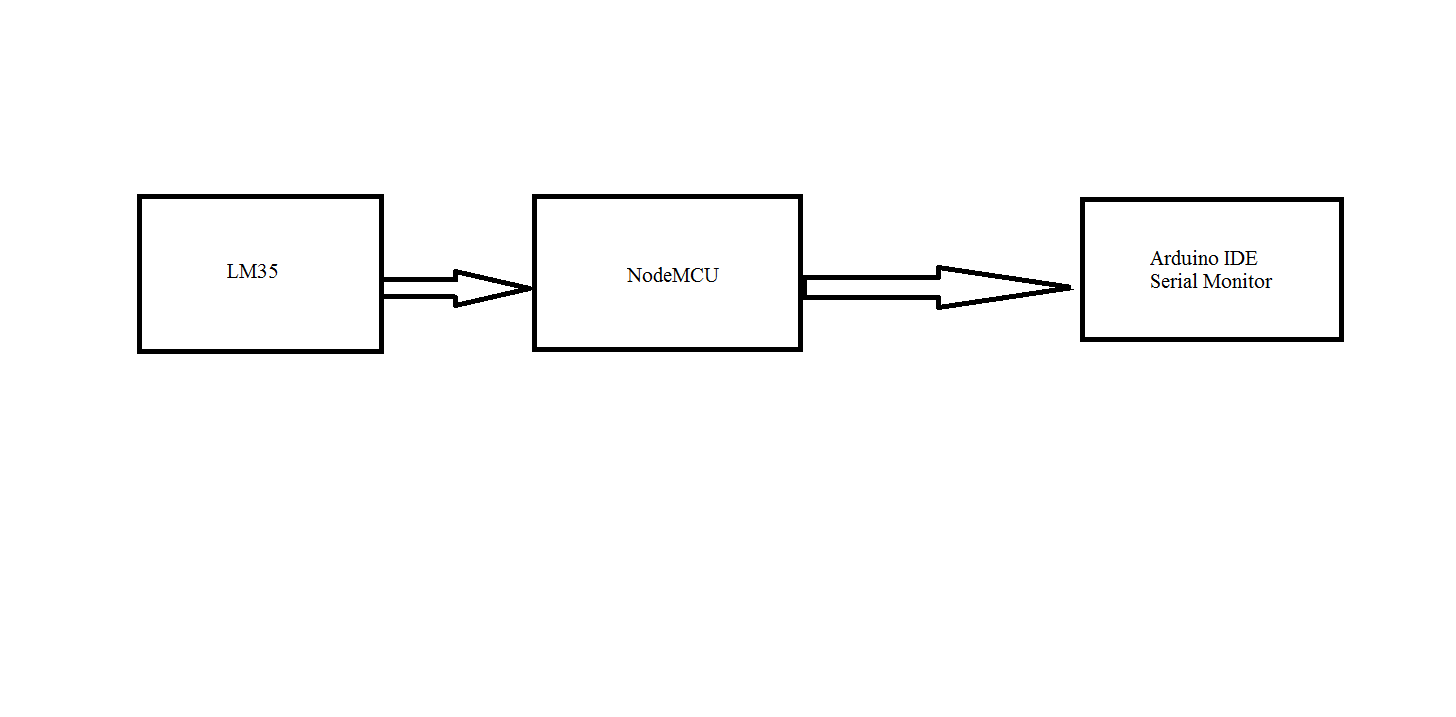 LM35
NodeMCU
Arduino IDE
Serial Monitor